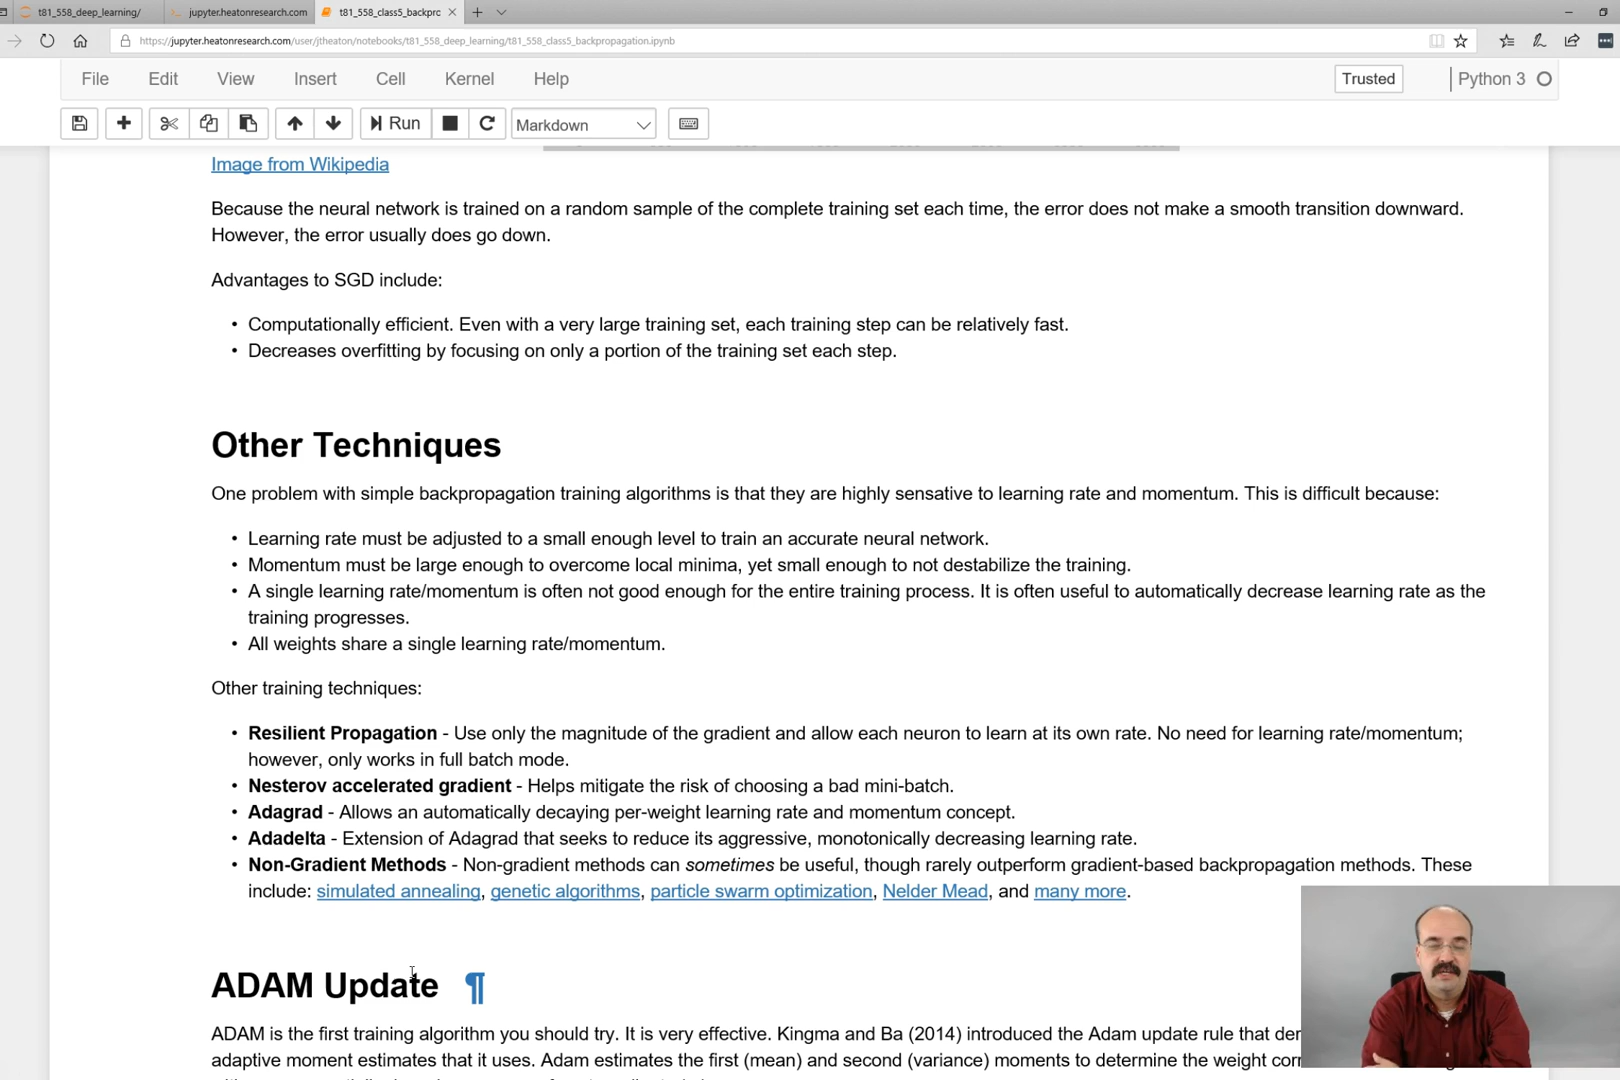 t81_558_deep_learning/
jupyter.heatonresearch.com
t81_558_class5_backprc
https://jupyter.heatonresearch.com/user/jtheaton/notebooks/t81_558_deep_learning/t81_558_class5_backpropagation.ipynb
File Edit View Insert Cell Kernel Help Trusted Python 3
Run Markdown
Image from Wikipedia
Because the neural network is trained on a random sample of the complete training set each time, the error does not make a smooth transition downward.
However, the error usually does go down.
Advantages to SGD include:
• Computationally efficient. Even with a very large training set, each training step can be relatively fast.
• Decreases overfitting by focusing on only a portion of the training set each step.
Other Techniques
One problem with simple backpropagation training algorithms is that they are highly sensative to learning rate and momentum. This is difficult because:
• Learning rate must be adjusted to a small enough level to train an accurate neural network.
• Momentum must be large enough to overcome local minima, yet small enough to not destabilize the training.
• A single learning rate/momentum is often not good enough for the entire training process. It is often useful to automatically decrease learning rate as the
training progresses.
• All weights share a single learning rate/momentum.
Other training techniques:
• Resilient Propagation - Use only the magnitude of the gradient and allow each neuron to learn at its own rate. No need for learning rate/momentum;
however, only works in full batch mode.
• Nesterov accelerated gradient - Helps mitigate the risk of choosing a bad mini-batch.
• Adagrad - Allows an automatically decaying per-weight learning rate and momentum concept.
• Adadelta - Extension of Adagrad that seeks to reduce its aggressive, monotonically decreasing learning rate.
• Non-Gradient Methods - Non-gradient methods can sometimes be useful, though rarely outperform gradient-based backpropagation methods. These
include: simulated annealing, genetic algorithms, particle swarm optimization, Nelder Mead, and many more.
ADAM Update ¶
ADAM is the first training algorithm you should try. It is very effective. Kingma and Ba (2014) introduced the Adam update rule that
adaptive moment estimates that it uses. Adam estimates the first (mean) and second (variance) moments to determine the weight